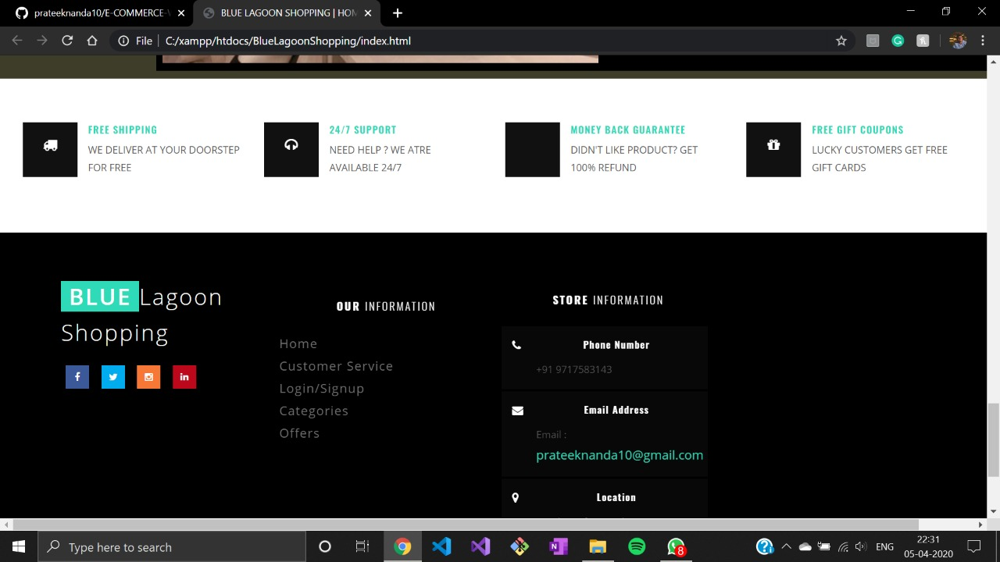 prateeknanda10/E-COMMERCE-
BLUE LAGOON SHOPPING | HOM
File
C:/xampp/htdocs/BlueLagoonShopping/index.html
FREE SHIPPING
WE DELIVER AT YOUR DOORSTEP
FOR FREE
24/7 SUPPORT
NEED HELP ? WE ATRE
AVAILABLE 24/7
MONEY BACK GUARANTEE
DIDN'T LIKE PRODUCT? GET
100% REFUND
FREE GIFT COUPONS
LUCKY CUSTOMERS GET FREE
GIFT CARDS
BLUE Lagoon
Shopping
OUR INFORMATION
Home
Customer Service
Login/Signup
Categories
Offers
STORE INFORMATION
Phone Number
+91 9717583143
Email Address
Email :
prateeknanda10@gmail.com
Location
Type here to search
8
ENG
22:31
05-04-2020